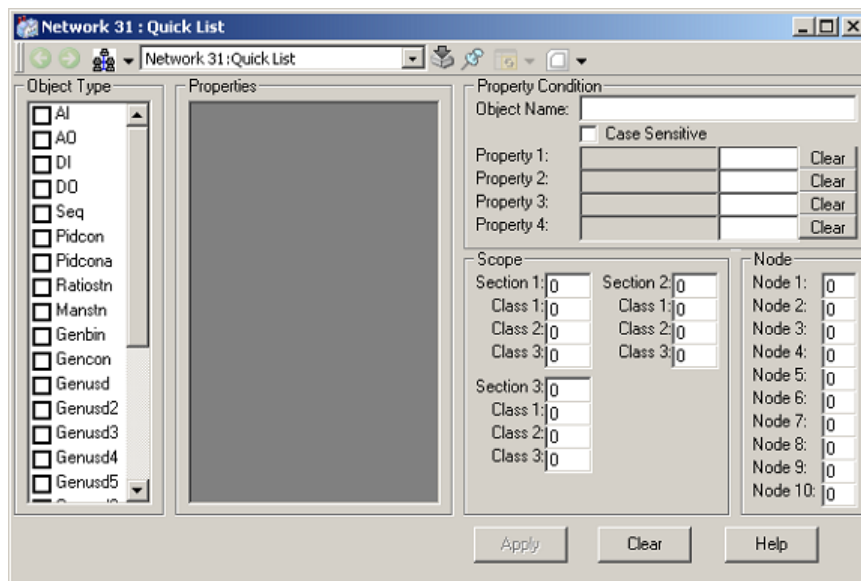 Network 31 : Quick List
Network 31:Quick List
Object Type
AI
AO
DI
DO
Seq
Pidcon
Pidcona
Ratiostn
Manstn
Genbin
Gencon
Genusd
Genusd2
Genusd3
Genusd4
Genusd5
Properties
Property Condition
Object Name:
Case Sensitive
Property 1: Clear
Property 2: Clear
Property 3: Clear
Property 4: Clear
Scope
Section 1: 0 Section 2: 0
Class 1: 0 Class 1: 0
Class 2: 0 Class 2: 0
Class 3: 0 Class 3: 0
Section 3: 0
Class 1: 0
Class 2: 0
Class 3: 0
Node
Node 1: 0
Node 2: 0
Node 3: 0
Node 4: 0
Node 5: 0
Node 6: 0
Node 7: 0
Node 8: 0
Node 9: 0
Node 10: 0
Apply Clear Help